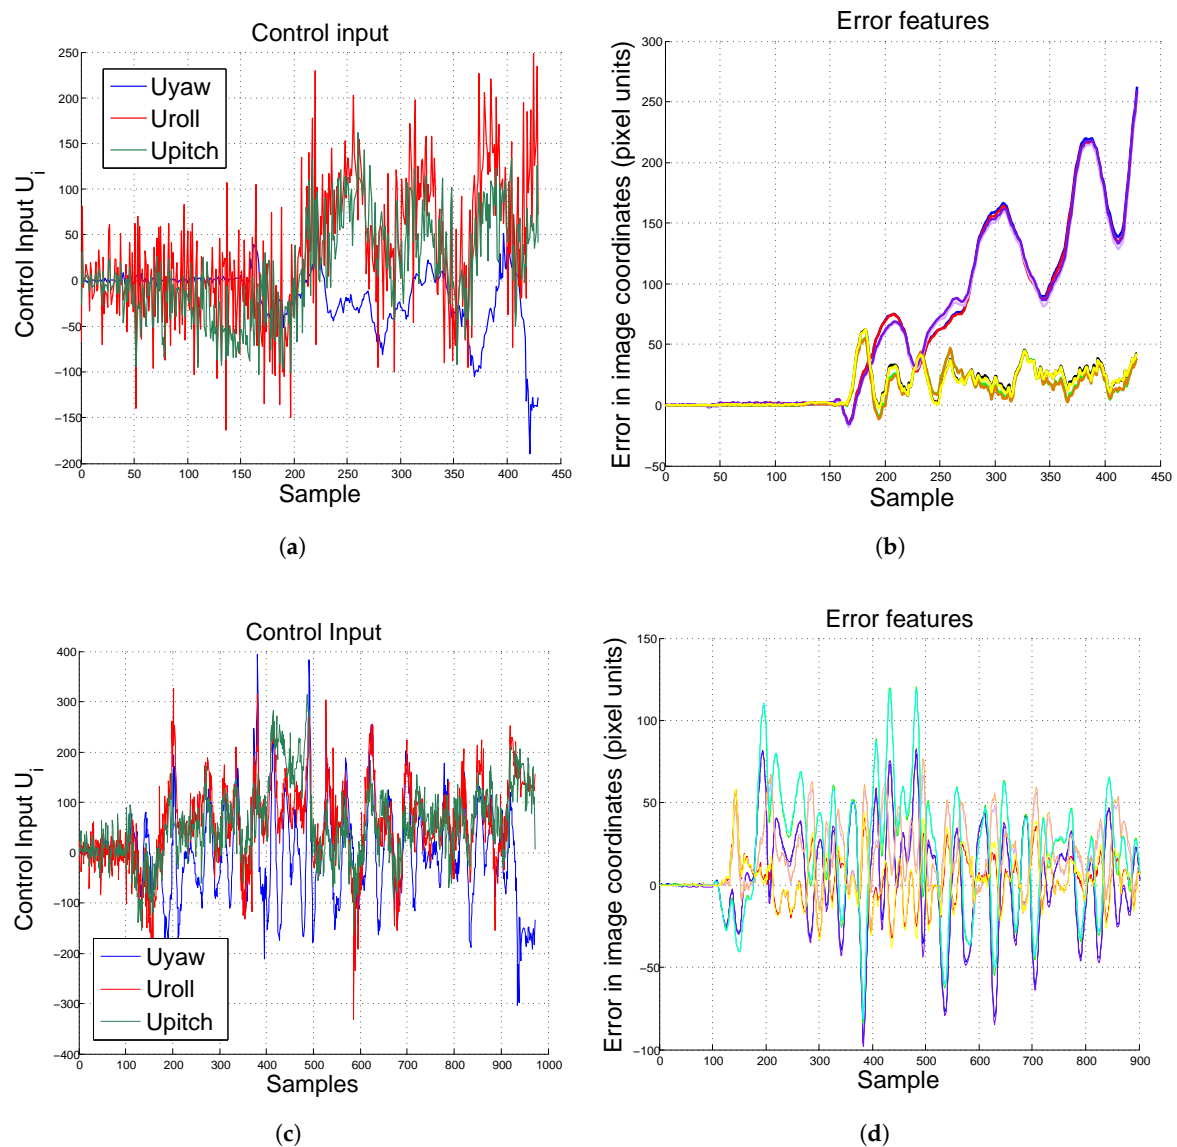 Control input
250
200
150
100
50
0
−50
−100
−150
−200
0 50 100 150 200 250 300 350 400 450
Control Input Ui
Sample
Uyaw
Uroll
Upitch
(a)
Error features
300
250
200
150
100
50
0
−50
0 50 100 150 200 250 300 350 400 450
Error in image coordinates (pixel units)
Sample
(b)
Control Input
400
300
200
100
0
−100
−200
−300
−400
0 100 200 300 400 500 600 700 800 900 1000
Control Input Ui
Samples
Uyaw
Uroll
Upitch
(c)
Error features
150
100
50
0
−50
−100
0 100 200 300 400 500 600 700 800 900
Error in image coordinates (pixel units)
Sample
(d)